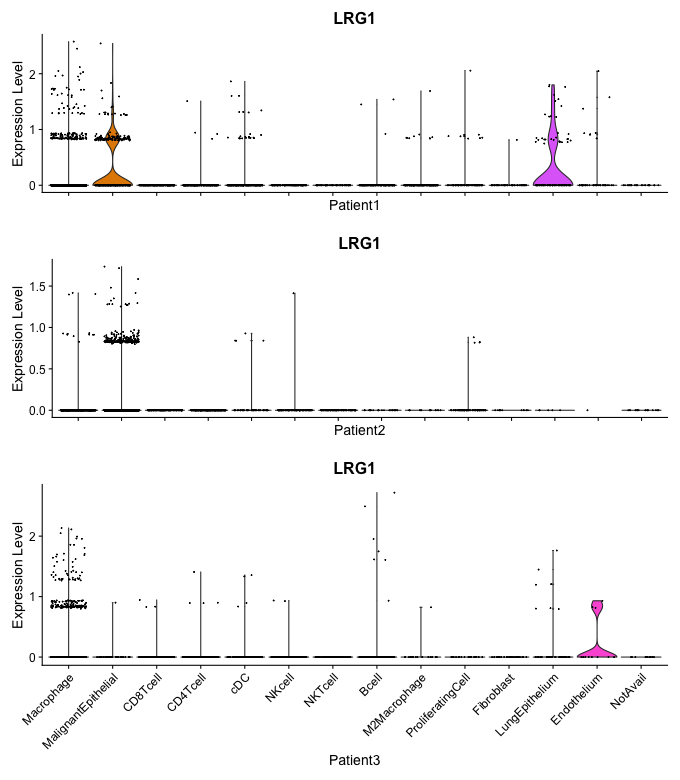 LRG1
Expression Level
2
1
0
Patient1
LRG1
Expression Level
1.5
1.0
0.5
0.0
Patient2
LRG1
Expression Level
2
1
0
Macrophage
MalignantEpithelial
CD8Tcell
CD4Tcell
cDC
NKcell
NKTcell
Bcell
M2Macrophage
ProliferatingCell
Fibroblast
LungEpithelium
Endothelium
NotAvail
Patient3